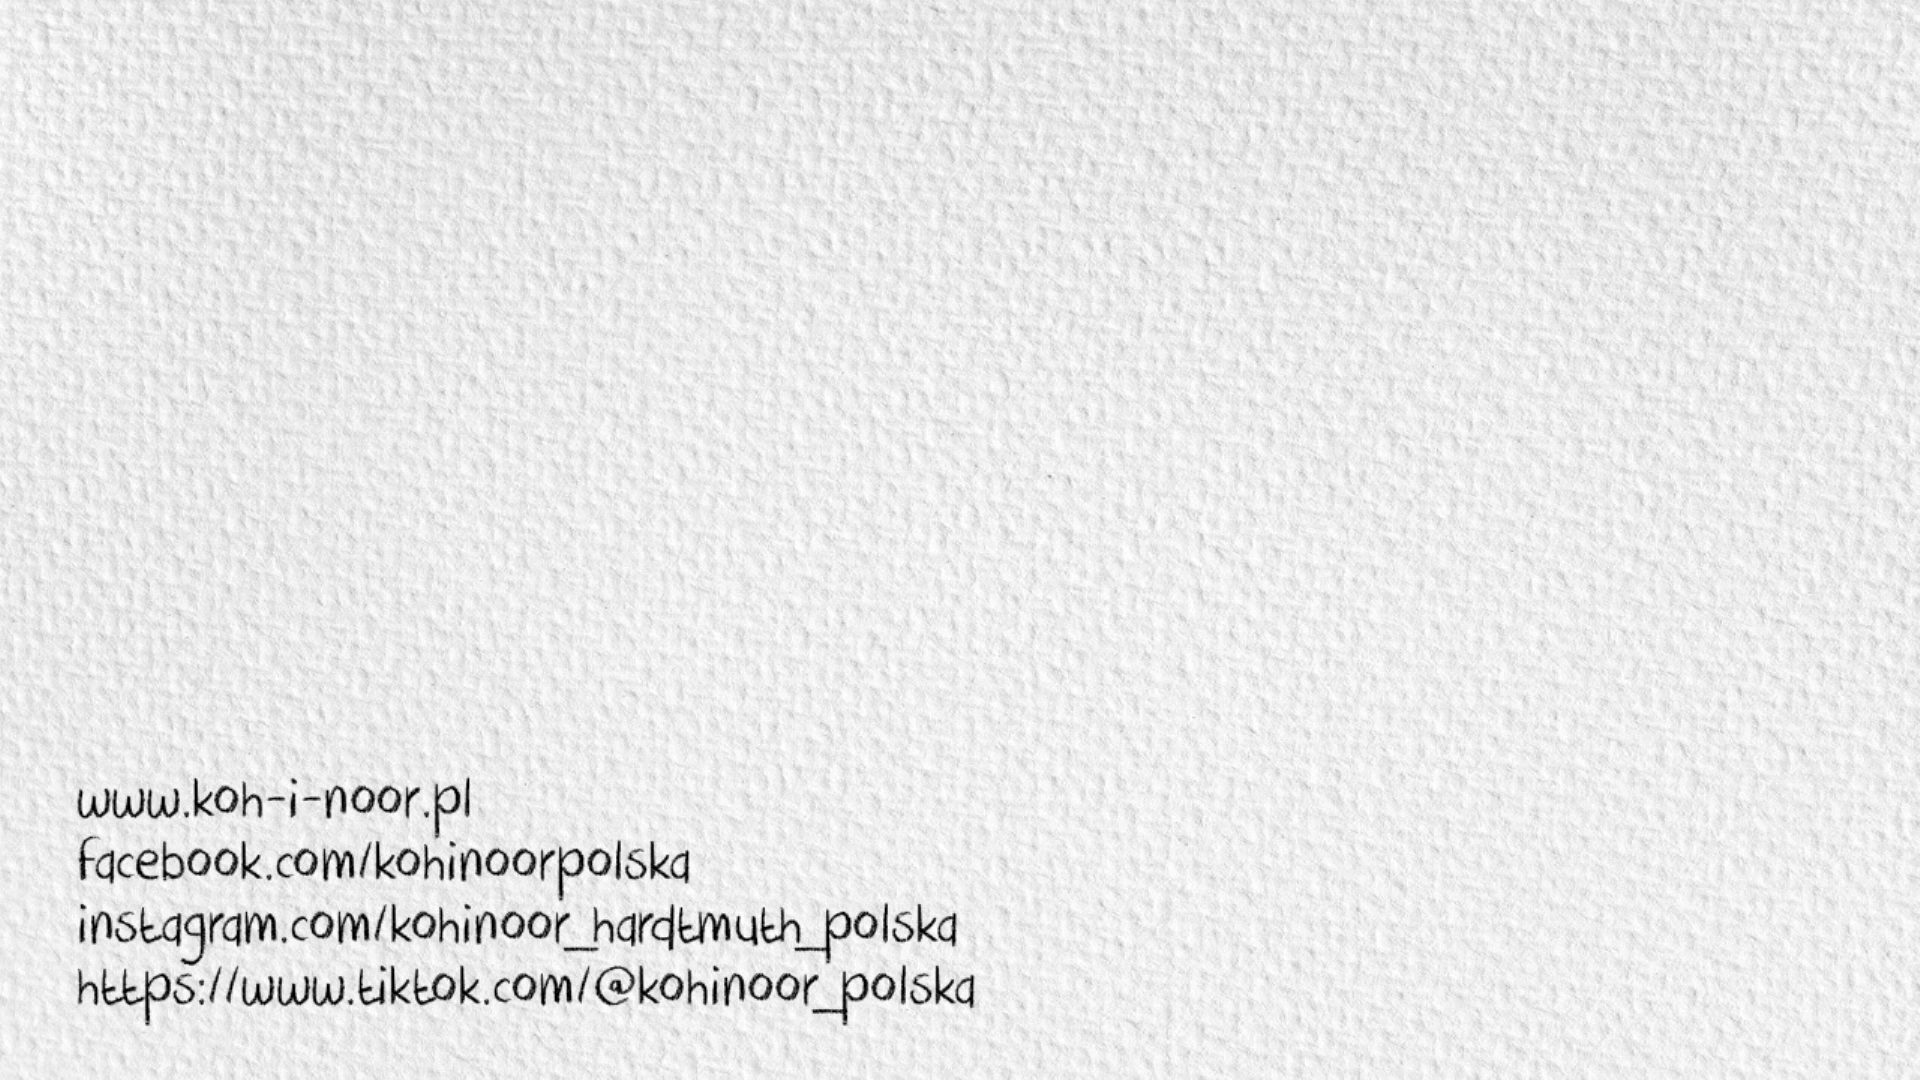 www.koh-i-noor.pl
facebook.com/kohinoorpolska
instagram.com/kohinoor_hardtmuth_polska
https://www.tiktok.com/@kohinoor_polska